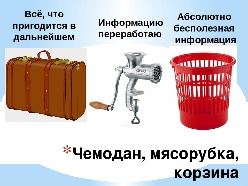 Всё, что
пригодится в
дальнейшем
Информацию
переработаю
Абсолютно
бесполезная
информация
*Чемодан, мясорубка,
корзина